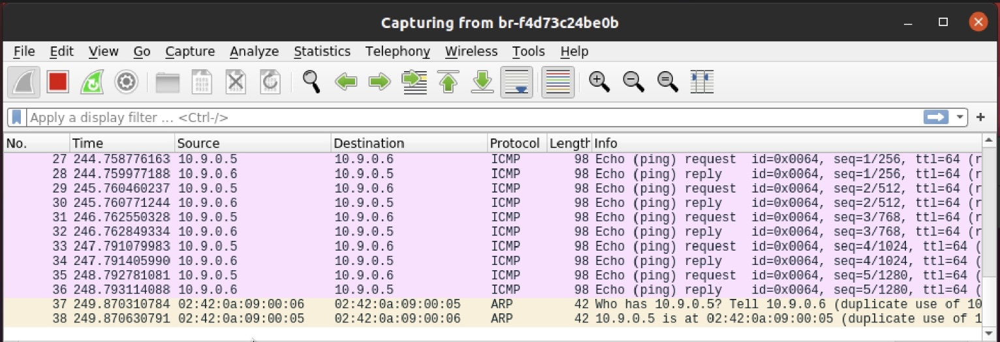 Capturing from br-f4d73c24be0b
File Edit View Go Capture Analyze Statistics Telephony Wireless Tools Help
Apply a display filter ... <Ctrl-/>
No. Time Source Destination Protocol Length Info
27 244.758776163 10.9.0.5 10.9.0.6 ICMP 98 Echo (ping) request id=0x0064, seq=1/256, ttl=64 (r
28 244.759977188 10.9.0.6 10.9.0.5 ICMP 98 Echo (ping) reply id=0x0064, seq=1/256, ttl=64 (r
29 245.760460237 10.9.0.5 10.9.0.6 ICMP 98 Echo (ping) request id=0x0064, seq=2/512, ttl=64 (r
30 245.760771244 10.9.0.6 10.9.0.5 ICMP 98 Echo (ping) reply id=0x0064, seq=2/512, ttl=64 (r
31 246.762550328 10.9.0.5 10.9.0.6 ICMP 98 Echo (ping) request id=0x0064, seq=3/768, ttl=64 (r
32 246.762849334 10.9.0.6 10.9.0.5 ICMP 98 Echo (ping) reply id=0x0064, seq=3/768, ttl=64 (r
33 247.791079983 10.9.0.5 10.9.0.6 ICMP 98 Echo (ping) request id=0x0064, seq=4/1024, ttl=64 (
34 247.791405990 10.9.0.6 10.9.0.5 ICMP 98 Echo (ping) reply id=0x0064, seq=4/1024, ttl=64 (
35 248.792781081 10.9.0.5 10.9.0.6 ICMP 98 Echo (ping) request id=0x0064, seq=5/1280, ttl=64 (
36 248.793114088 10.9.0.6 10.9.0.5 ICMP 98 Echo (ping) reply id=0x0064, seq=5/1280, ttl=64 (
37 249.870310784 02:42:0a:09:00:06 02:42:0a:09:00:05 ARP 42 Who has 10.9.0.5? Tell 10.9.0.6 (duplicate use of 10
38 249.870630791 02:42:0a:09:00:05 02:42:0a:09:00:06 ARP 42 10.9.0.5 is at 02:42:0a:09:00:05 (duplicate use of 1